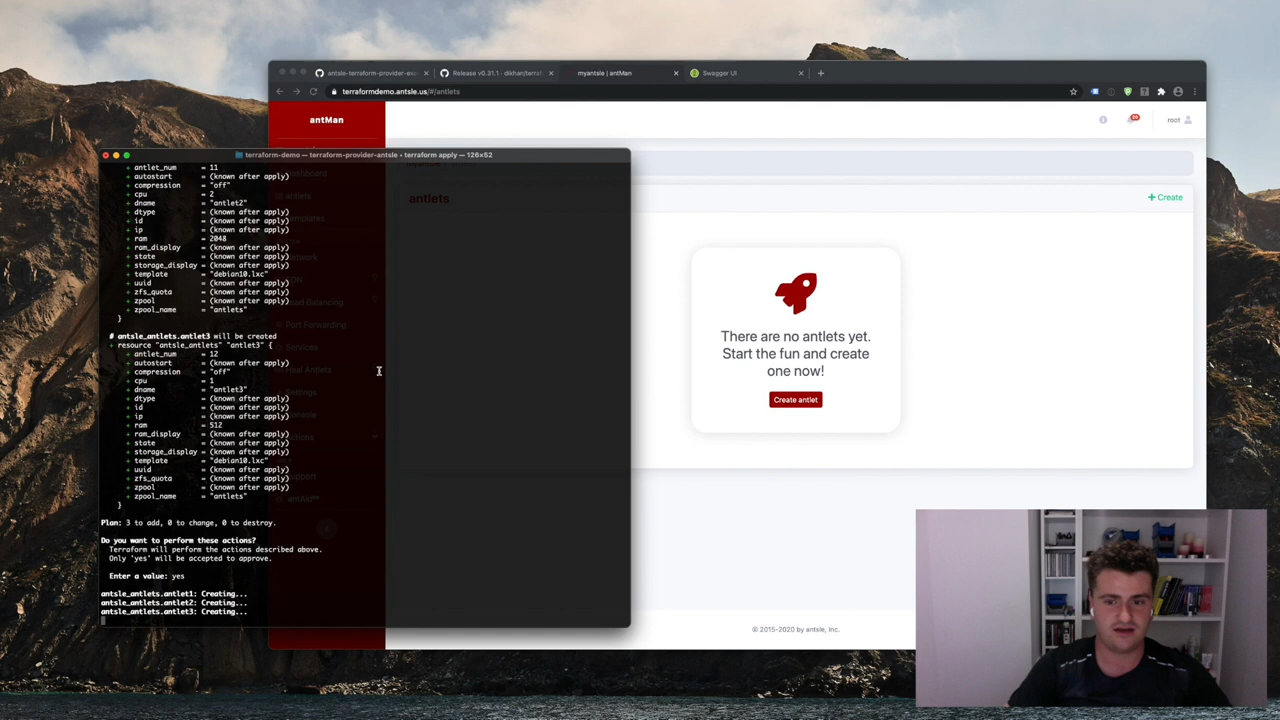 antsle-terraform-provider-exa
Release v0.31.1 · dikhan/terraf
myantsle | antMan
Swagger UI
terraformdemo.antsle.us/#/antlets
antMan
root
terraform-demo — terraform-provider-antsle • terraform apply — 126×52
antlets
+ Create
+ antlet_num = 11
+ autostart = (known after apply)
+ compression = "off"
+ cpu = 2
+ dname = "antlet2"
+ dtype = (known after apply)
+ id = (known after apply)
+ ip = (known after apply)
+ ram = 2048
+ ram_display = (known after apply)
+ state = (known after apply)
+ storage_display = (known after apply)
+ template = "debian10.lxc"
+ uuid = (known after apply)
+ zfs_quota = (known after apply)
+ zpool = (known after apply)
+ zpool_name = "antlets"
}
# antsle_antlets.antlet3 will be created
+ resource "antsle_antlets" "antlet3" {
+ antlet_num = 12
+ autostart = (known after apply)
+ compression = "off"
+ cpu = 1
+ dname = "antlet3"
+ dtype = (known after apply)
+ id = (known after apply)
+ ip = (known after apply)
+ ram = 512
+ ram_display = (known after apply)
+ state = (known after apply)
+ storage_display = (known after apply)
+ template = "debian10.lxc"
+ uuid = (known after apply)
+ zfs_quota = (known after apply)
+ zpool = (known after apply)
+ zpool_name = "antlets"
}
Plan: 3 to add, 0 to change, 0 to destroy.
Do you want to perform these actions?
Terraform will perform the actions described above.
Only 'yes' will be accepted to approve.
Enter a value: yes
antsle_antlets.antlet1: Creating...
antsle_antlets.antlet2: Creating...
antsle_antlets.antlet3: Creating...
There are no antlets yet.
Start the fun and create
one now!
Create antlet
© 2015-2020 by antsle, inc.